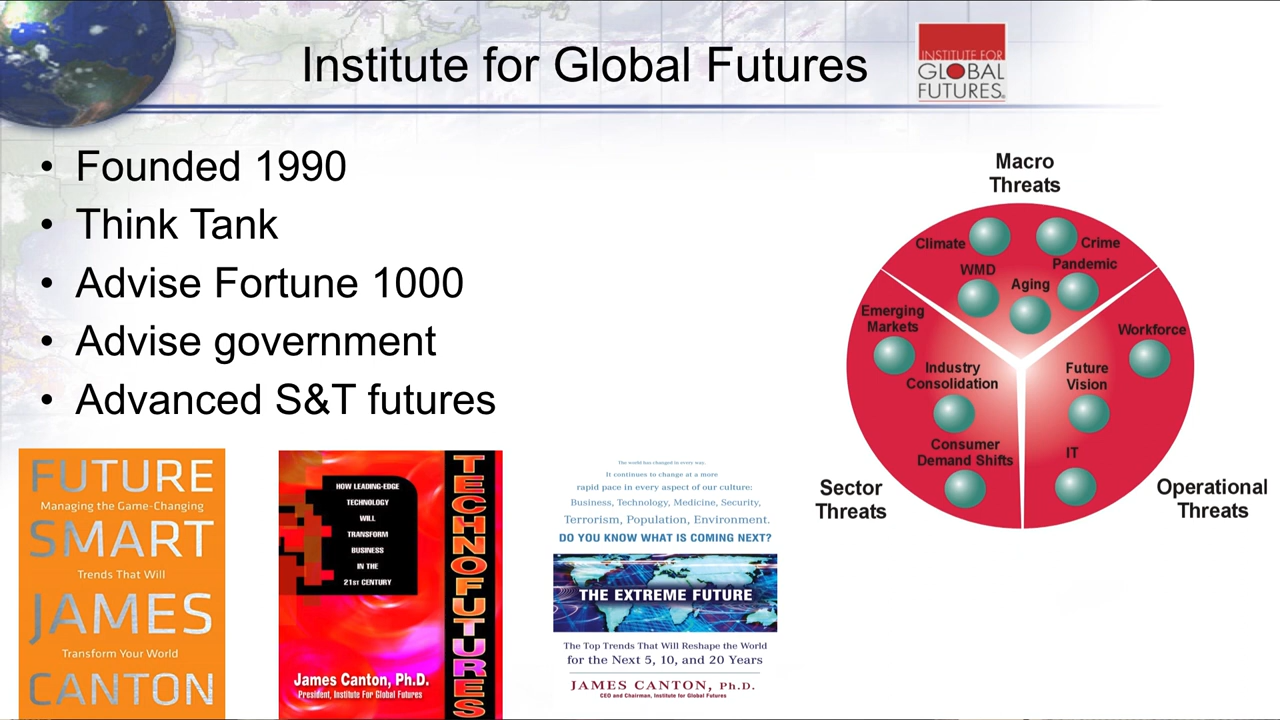 Institute for Global Futures
INSTITUTE FOR
GLOBAL
FUTURES®
• Founded 1990
• Think Tank
• Advise Fortune 1000
• Advise government
• Advanced S&T futures
Macro
Threats
Climate
Crime
WMD
Pandemic
Aging
Emerging
Markets
Industry
Consolidation
Consumer
Demand Shifts
Workforce
Future
Vision
IT
Sector
Threats
Operational
Threats
FUTURE
Managing the Game-Changing
SMART
Trends That Will
JAMES
Transform Your World
CANTON
HOW LEADING-EDGE
TECHNOLOGY
WILL
TRANSFORM
BUSINESS
IN THE
21ST CENTURY
TECHNOFUTURES
James Canton, Ph.D.
President, Institute For Global Futures
The world has changed in every way.
It continues to change at a more
rapid pace in every aspect of our culture:
Business, Technology, Medicine, Security,
Terrorism, Population, Environment.
DO YOU KNOW WHAT IS COMING NEXT?
THE EXTREME FUTURE
The Top Trends That Will Reshape the World
for the Next 5, 10, and 20 Years
JAMES CANTON, Ph.D.
CEO and Chairman, Institute for Global Futures